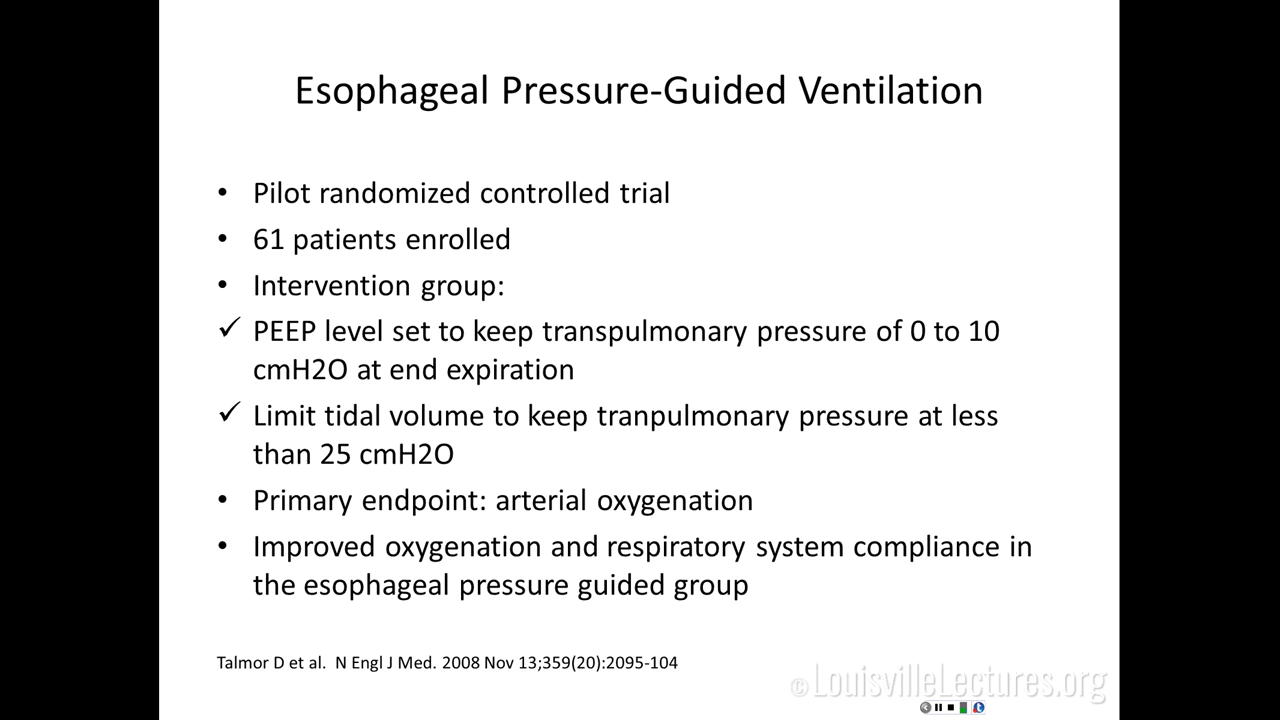 Esophageal Pressure-Guided Ventilation
• Pilot randomized controlled trial
• 61 patients enrolled
• Intervention group:
✓ PEEP level set to keep transpulmonary pressure of 0 to 10
cmH2O at end expiration
✓ Limit tidal volume to keep tranpulmonary pressure at less
than 25 cmH2O
• Primary endpoint: arterial oxygenation
• Improved oxygenation and respiratory system compliance in
the esophageal pressure guided group
Talmor D et al. N Engl J Med. 2008 Nov 13;359(20):2095-104
© LouisvilleLectures.org